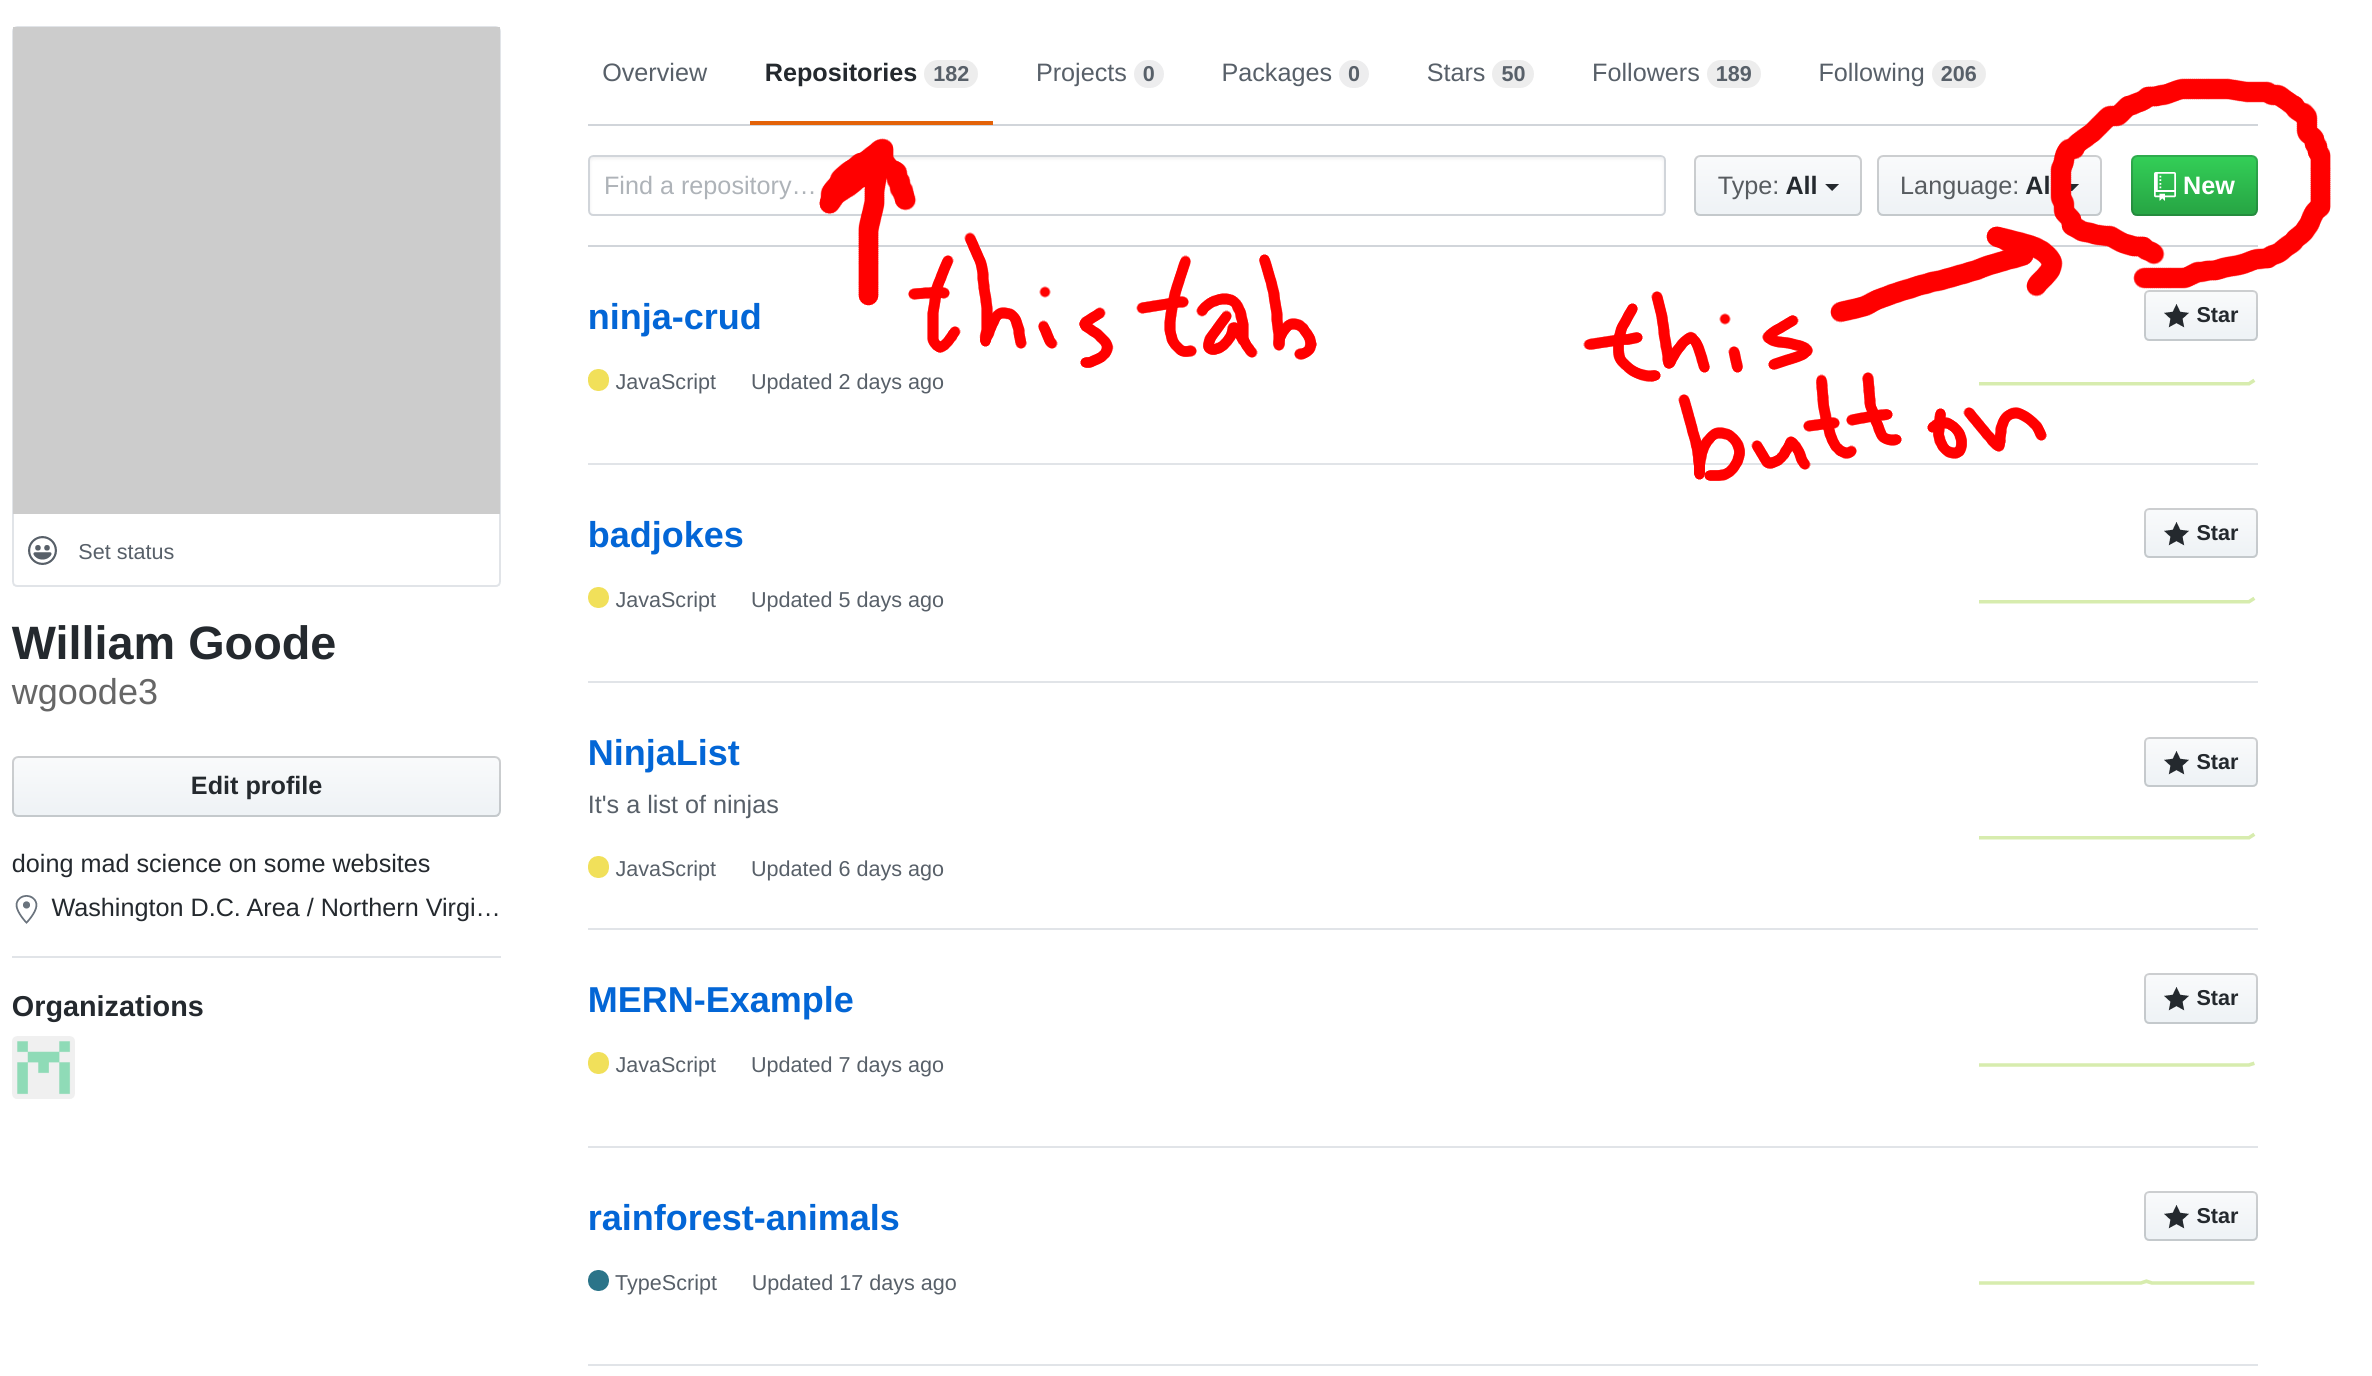 Overview Repositories 182 Projects 0 Packages 0 Stars 50 Followers 189 Following 206
Find a repository… Type: All Language: All New
this tab
this
button
ninja-crud Star
JavaScript Updated 2 days ago
badjokes Star
JavaScript Updated 5 days ago
NinjaList Star
It's a list of ninjas
JavaScript Updated 6 days ago
MERN-Example Star
JavaScript Updated 7 days ago
rainforest-animals Star
TypeScript Updated 17 days ago
Set status
William Goode
wgoode3
Edit profile
doing mad science on some websites
Washington D.C. Area / Northern Virgi…
Organizations